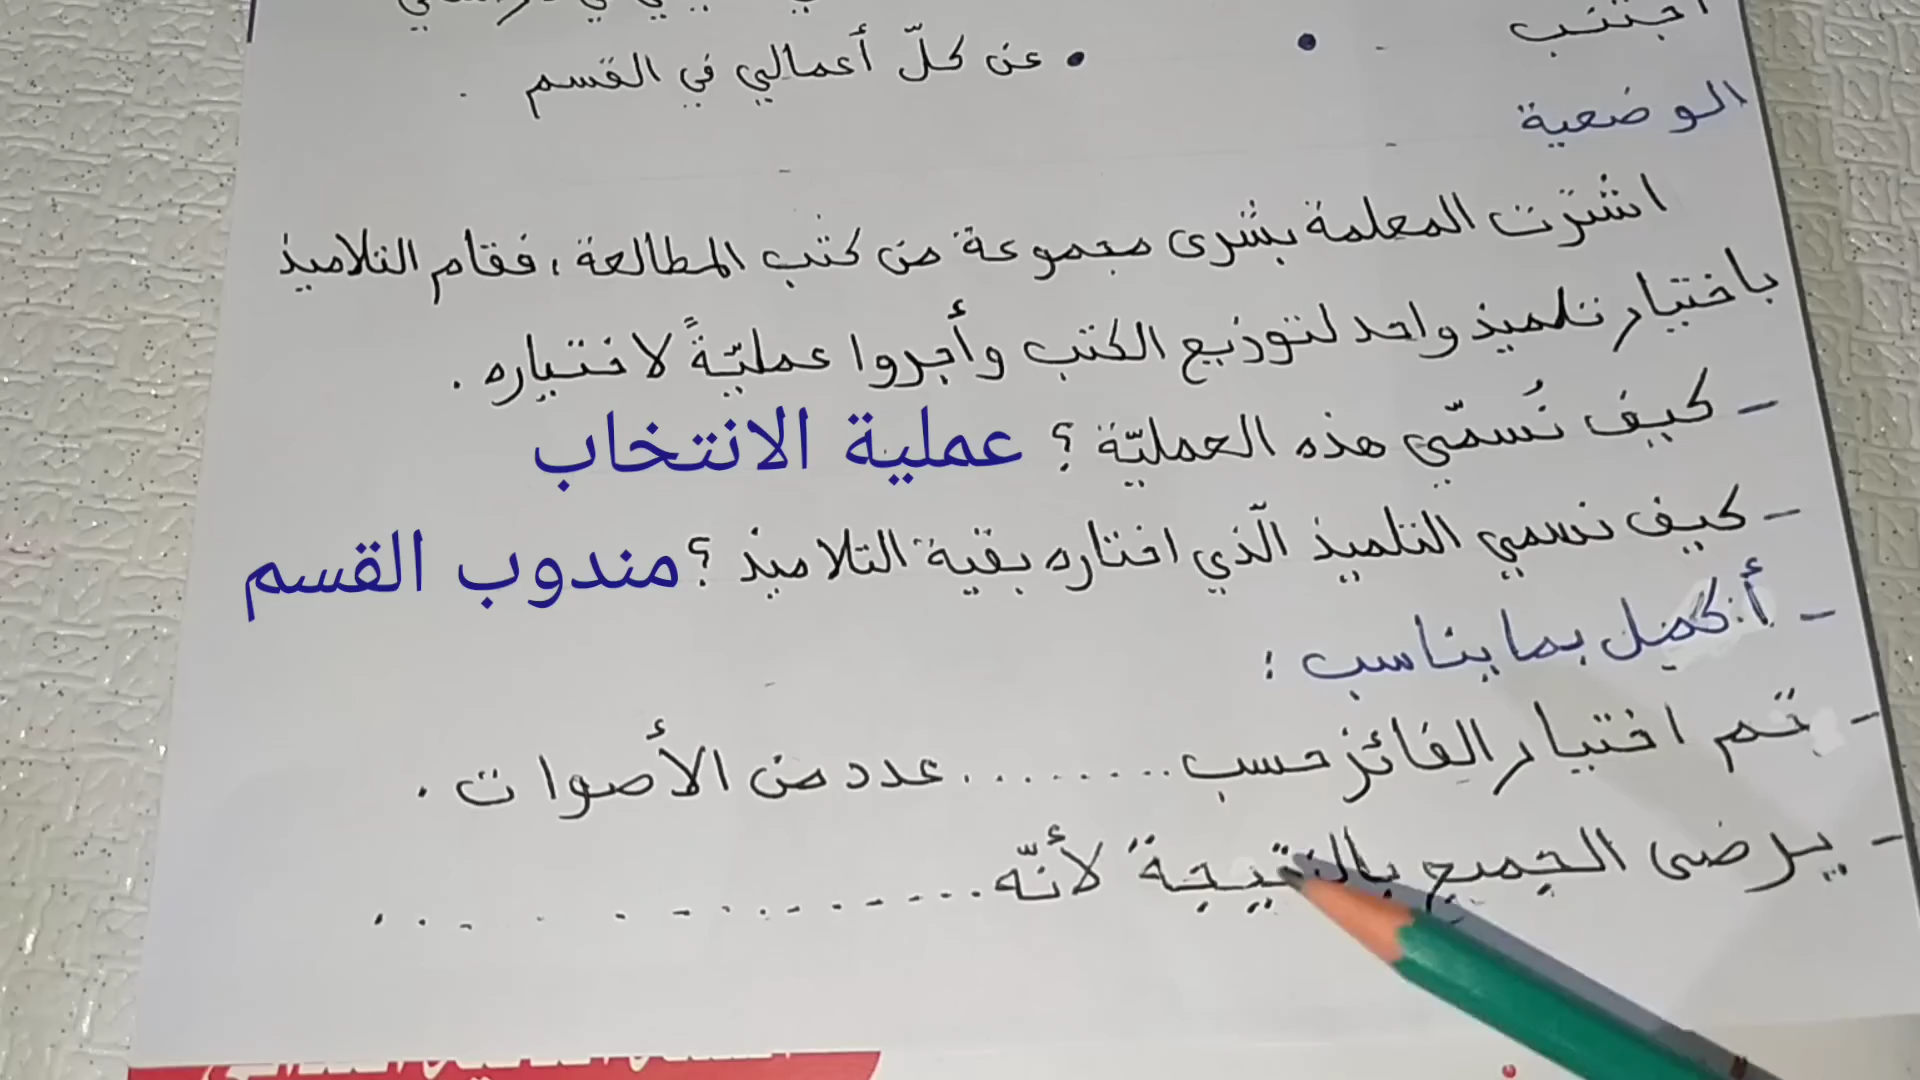 اجتنب
• عن كلّ أعمالي في القسم .
الوضعية
اشترت المعلمة بشرى مجموعة من كتب المطالعة، فقام التلاميذ
باختيار تلميذ واحد لتوزيع الكتب وأجروا عمليّةً لاختياره .
- كيف نُسمّي هذه العمليّة ؟ عملية الانتخاب
- كيف نسمي التلميذ الّذي اختاره بقية التلاميذ ؟ مندوب القسم
- أكمل بما يناسب :
- تم اختيار الفائز حسب ........ عدد من الأصوات .
- يرضى الجميع بالنتيجة لأنّه ...............